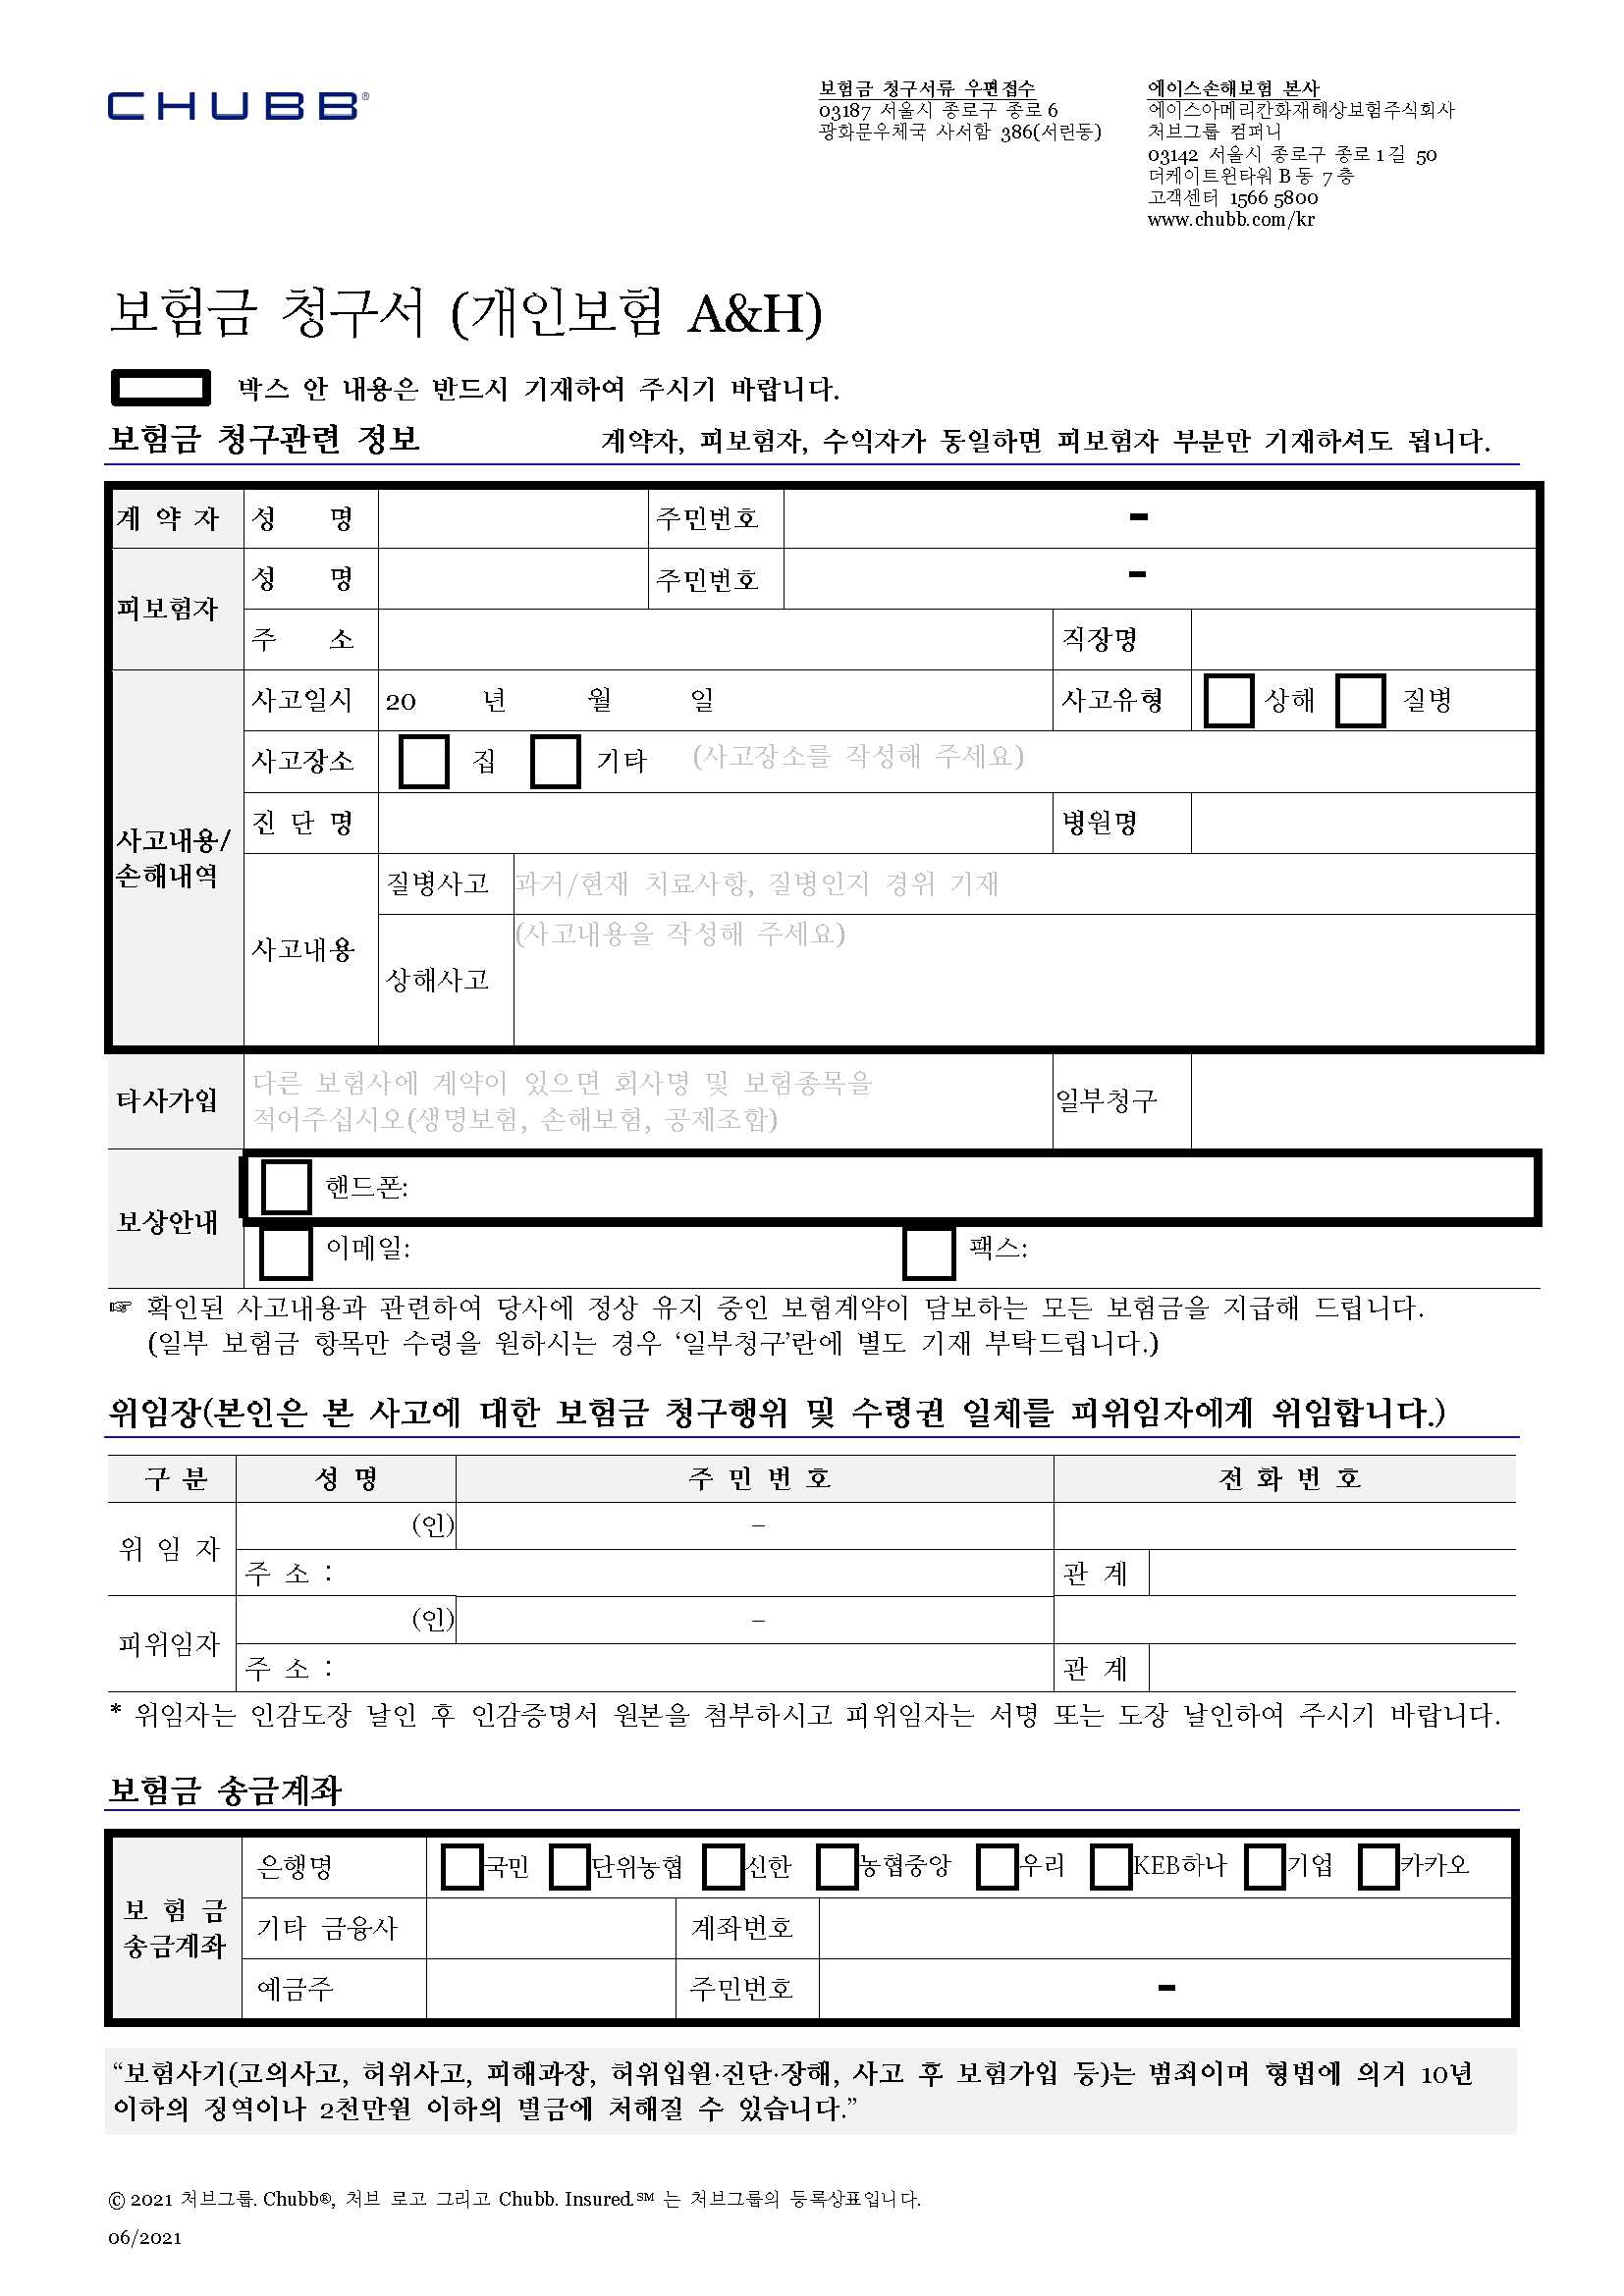 CHUBB®
보험금 청구서류 우편접수
03187 서울시 종로구 종로 6
광화문우체국 사서함 386(서린동)
에이스손해보험 본사
에이스아메리칸화재해상보험주식회사
처브그룹 컴퍼니
03142 서울시 종로구 종로1길 50
더케이트윈타워 B동 7층
고객센터 1566 5800
www.chubb.com/kr
보험금 청구서 (개인보험 A&H)
박스 안 내용은 반드시 기재하여 주시기 바랍니다.
보험금 청구관련 정보 계약자, 피보험자, 수익자가 동일하면 피보험자 부분만 기재하셔도 됩니다.
계 약 자 성 명 주민번호 -
피보험자 성 명 주민번호 -
주 소 직장명
사고내용/
손해내역
사고일시 20 년 월 일 사고유형 상해 질병
사고장소 집 기타 (사고장소를 작성해 주세요)
진 단 명 병원명
사고내용 질병사고 과거/현재 치료사항, 질병인지 경위 기재
상해사고 (사고내용을 작성해 주세요)
타사가입 다른 보험사에 계약이 있으면 회사명 및 보험종목을
적어주십시오(생명보험, 손해보험, 공제조합) 일부청구
보상안내 핸드폰:
이메일: 팩스:
☞ 확인된 사고내용과 관련하여 당사에 정상 유지 중인 보험계약이 담보하는 모든 보험금을 지급해 드립니다.
(일부 보험금 항목만 수령을 원하시는 경우 ‘일부청구’란에 별도 기재 부탁드립니다.)
위임장(본인은 본 사고에 대한 보험금 청구행위 및 수령권 일체를 피위임자에게 위임합니다.)
구 분 성 명 주 민 번 호 전 화 번 호
위 임 자 (인) –
주 소 : 관 계
피위임자 (인) –
주 소 : 관 계
* 위임자는 인감도장 날인 후 인감증명서 원본을 첨부하시고 피위임자는 서명 또는 도장 날인하여 주시기 바랍니다.
보험금 송금계좌
보 험 금
송금계좌
은행명 국민 단위농협 신한 농협중앙 우리 KEB하나 기업 카카오
기타 금융사 계좌번호
예금주 주민번호 -
“보험사기(고의사고, 허위사고, 피해과장, 허위입원·진단·장해, 사고 후 보험가입 등)는 범죄이며 형법에 의거 10년
이하의 징역이나 2천만원 이하의 벌금에 처해질 수 있습니다.”
© 2021 처브그룹. Chubb®, 처브 로고 그리고 Chubb. Insured.℠ 는 처브그룹의 등록상표입니다.
06/2021